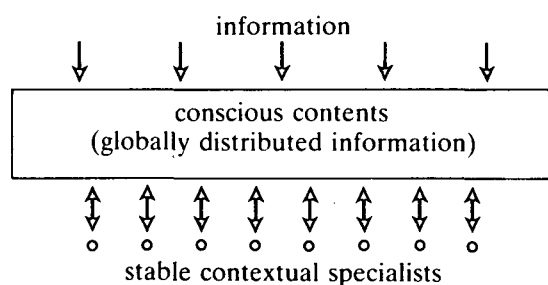 information
conscious contents
(globally distributed information)
stable contextual specialists